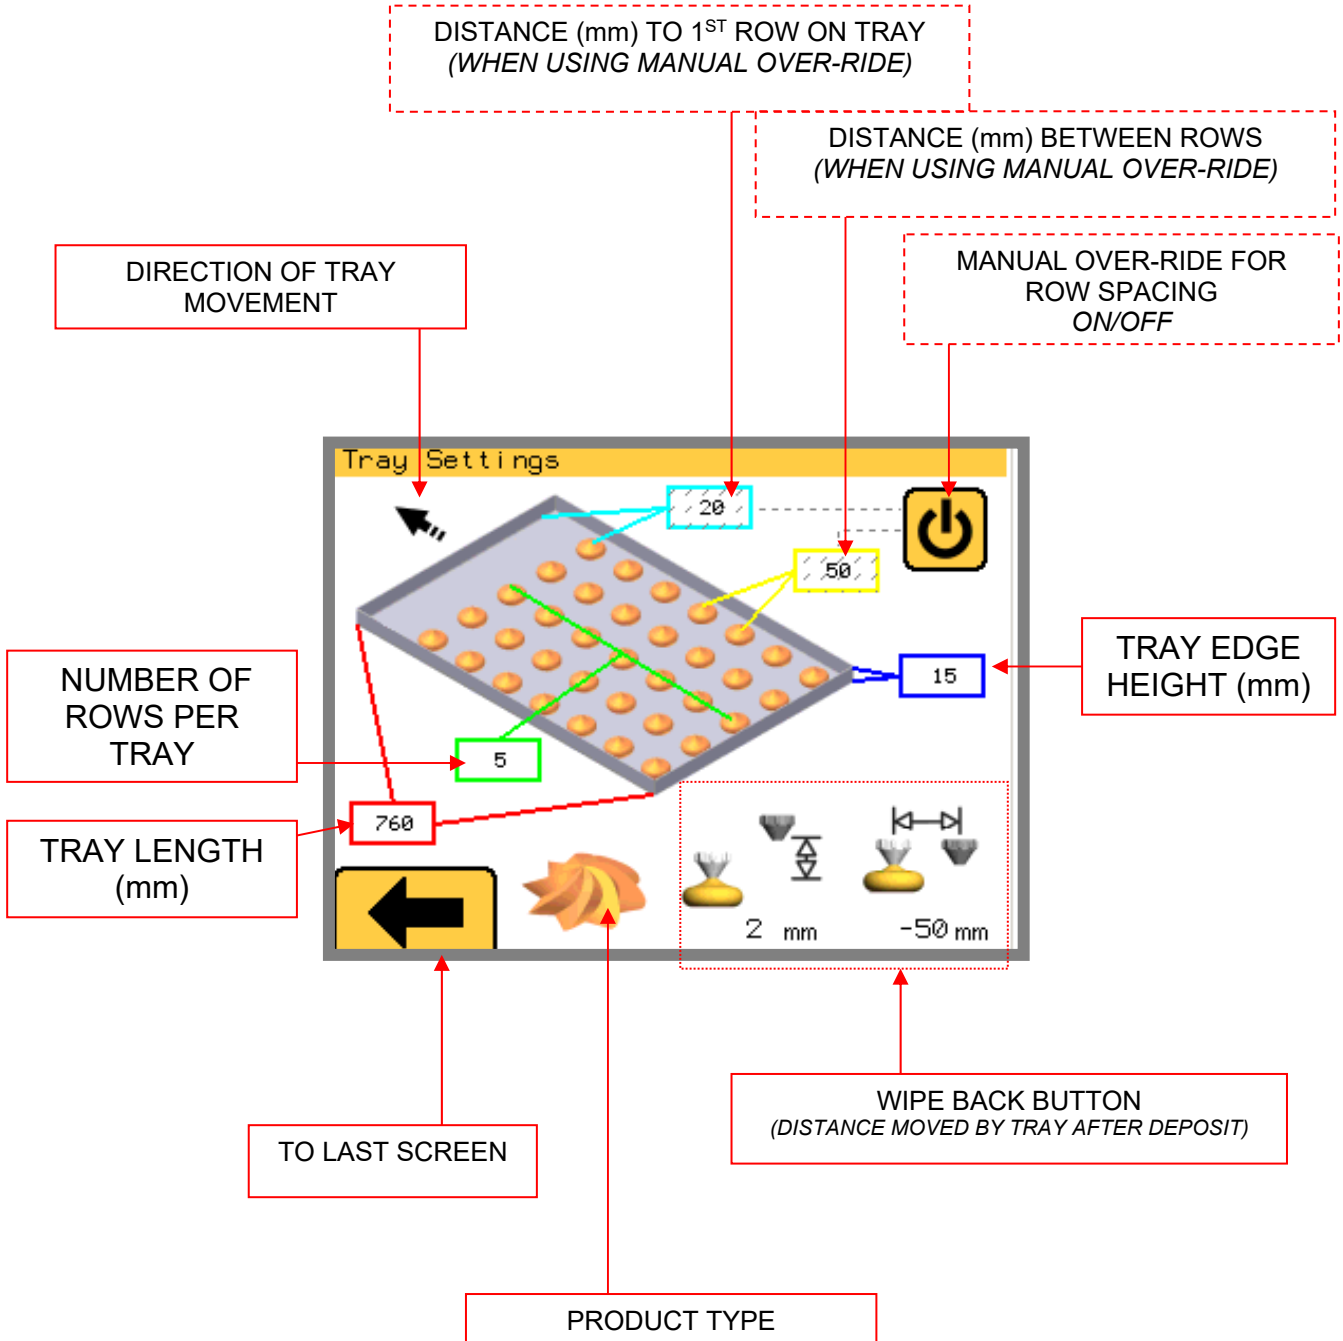 DISTANCE (mm) TO 1ST ROW ON TRAY
(WHEN USING MANUAL OVER-RIDE)
DISTANCE (mm) BETWEEN ROWS
(WHEN USING MANUAL OVER-RIDE)
MANUAL OVER-RIDE FOR
ROW SPACING
ON/OFF
DIRECTION OF TRAY
MOVEMENT
Tray Settings
20
50
15
TRAY EDGE
HEIGHT (mm)
NUMBER OF
ROWS PER
TRAY
5
760
TRAY LENGTH
(mm)
2 mm
-50 mm
WIPE BACK BUTTON
(DISTANCE MOVED BY TRAY AFTER DEPOSIT)
TO LAST SCREEN
PRODUCT TYPE